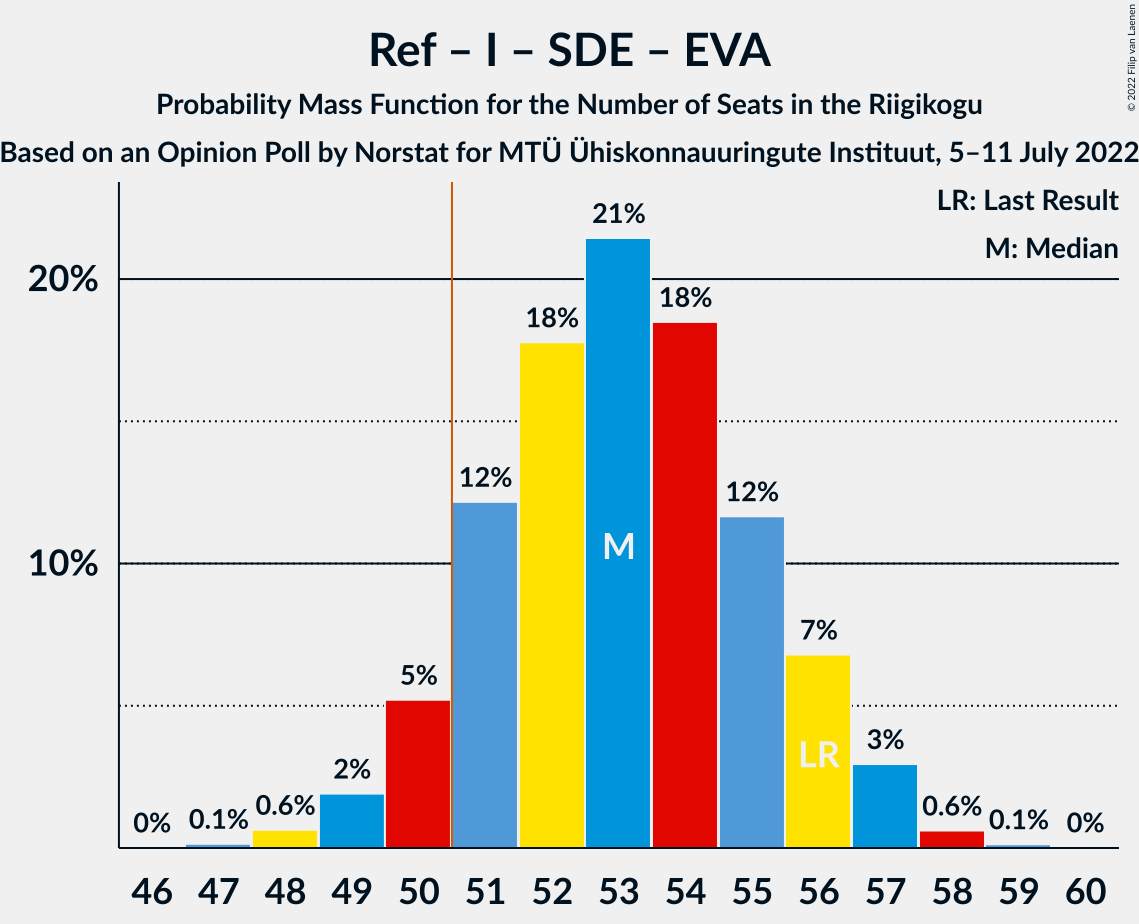 Ref – I – SDE – EVA
Probability Mass Function for the Number of Seats in the Riigikogu
Based on an Opinion Poll by Norstat for MTÜ Ühiskonnauuringute Instituut, 5–11 July 2022
© 2022 Filip van Laenen
LR: Last Result
M: Median
20%
10%
0% 0.1% 0.6% 2% 5% 12% 18% 21% 18% 12% 7% 3% 0.6% 0.1% 0%
M
LR
46 47 48 49 50 51 52 53 54 55 56 57 58 59 60